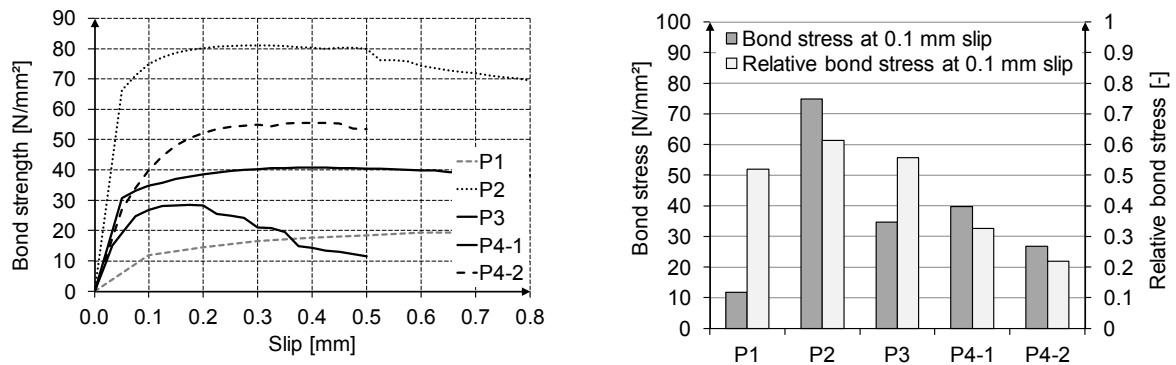 Bond strength [N/mm²]
90
80
70
60
50
40
30
20
10
0
P1
P2
P3
P4-1
P4-2
0.0 0.1 0.2 0.3 0.4 0.5 0.6 0.7 0.8
Slip [mm]
Bond stress [N/mm²]
100
90
80
70
60
50
40
30
20
10
0
Bond stress at 0.1 mm slip
Relative bond stress at 0.1 mm slip
1
0.9
0.8
0.7
0.6
0.5
0.4
0.3
0.2
0.1
0
Relative bond stress [-]
P1 P2 P3 P4-1 P4-2